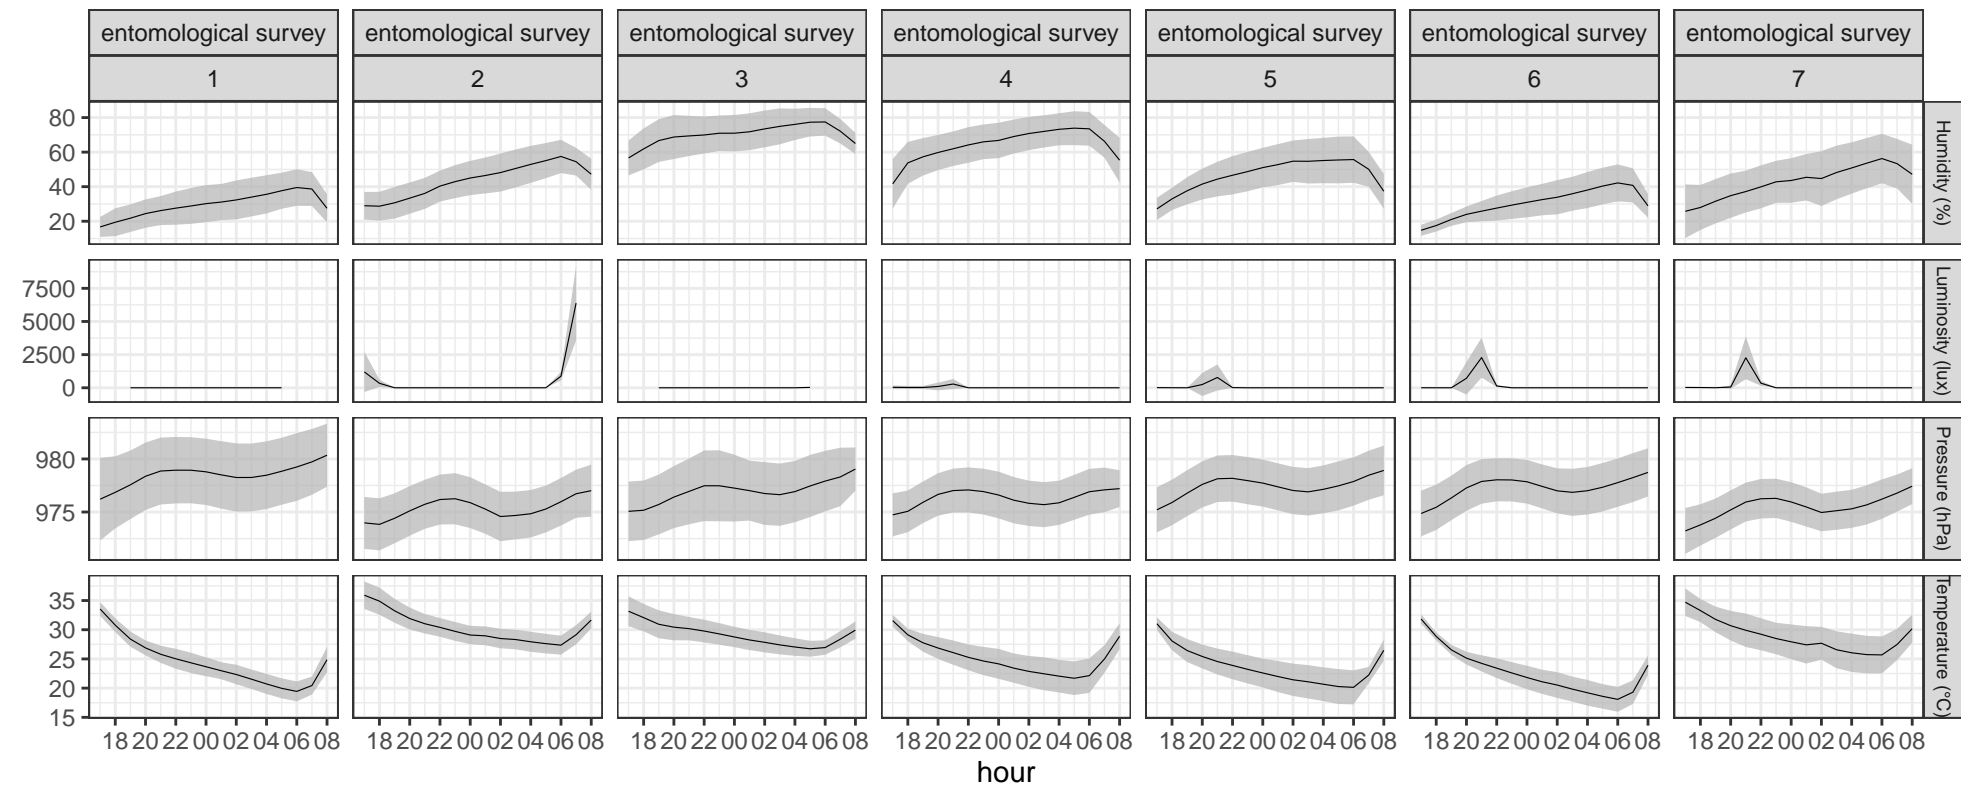 entomological survey entomological survey entomological survey entomological survey entomological survey entomological survey entomological survey
1 2 3 4 5 6 7
80
60
40
20
Humidity (%)
7500
5000
2500
0
Luminosity (lux)
980
975
Pressure (hPa)
35
30
25
20
15
Temperature (°C)
18 20 22 00 02 04 06 08 18 20 22 00 02 04 06 08 18 20 22 00 02 04 06 08 18 20 22 00 02 04 06 08 18 20 22 00 02 04 06 08 18 20 22 00 02 04 06 08 18 20 22 00 02 04 06 08
hour